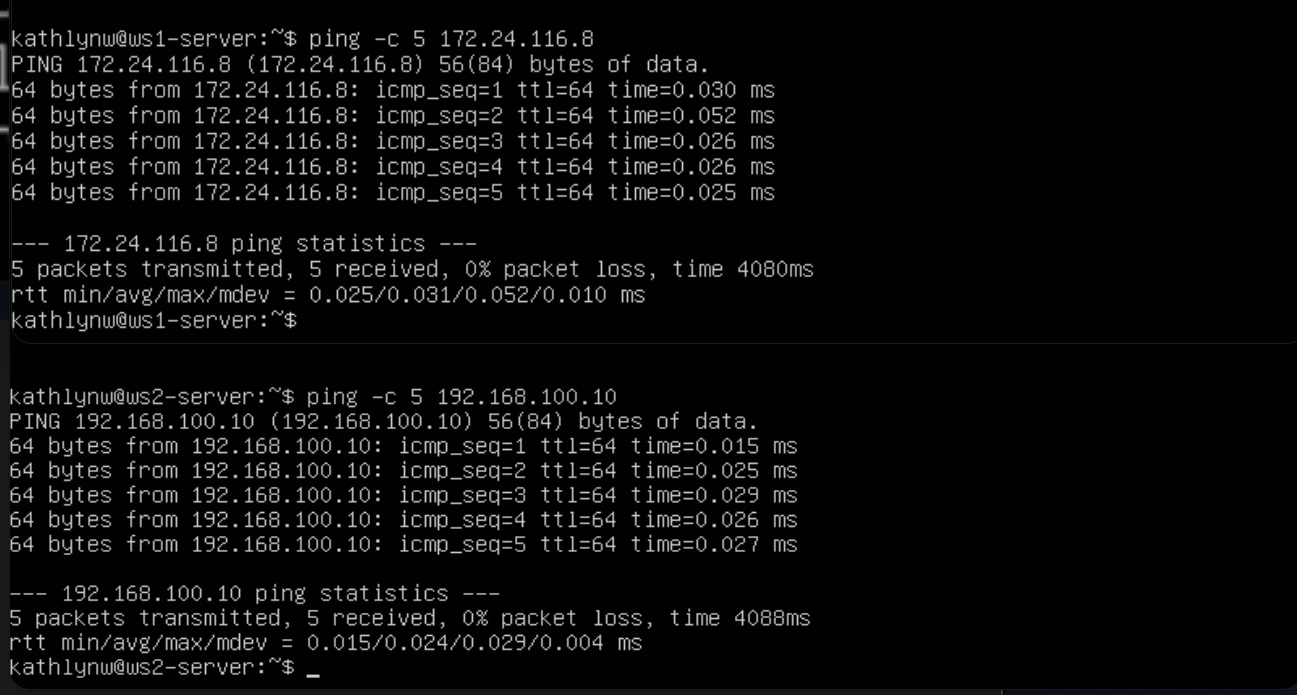 kathlynw@ws1-server:~$ ping -c 5 172.24.116.8
PING 172.24.116.8 (172.24.116.8) 56(84) bytes of data.
64 bytes from 172.24.116.8: icmp_seq=1 ttl=64 time=0.030 ms
64 bytes from 172.24.116.8: icmp_seq=2 ttl=64 time=0.052 ms
64 bytes from 172.24.116.8: icmp_seq=3 ttl=64 time=0.026 ms
64 bytes from 172.24.116.8: icmp_seq=4 ttl=64 time=0.026 ms
64 bytes from 172.24.116.8: icmp_seq=5 ttl=64 time=0.025 ms
--- 172.24.116.8 ping statistics ---
5 packets transmitted, 5 received, 0% packet loss, time 4080ms
rtt min/avg/max/mdev = 0.025/0.031/0.052/0.010 ms
kathlynw@ws1-server:~$
kathlynw@ws2-server:~$ ping -c 5 192.168.100.10
PING 192.168.100.10 (192.168.100.10) 56(84) bytes of data.
64 bytes from 192.168.100.10: icmp_seq=1 ttl=64 time=0.015 ms
64 bytes from 192.168.100.10: icmp_seq=2 ttl=64 time=0.025 ms
64 bytes from 192.168.100.10: icmp_seq=3 ttl=64 time=0.029 ms
64 bytes from 192.168.100.10: icmp_seq=4 ttl=64 time=0.026 ms
64 bytes from 192.168.100.10: icmp_seq=5 ttl=64 time=0.027 ms
--- 192.168.100.10 ping statistics ---
5 packets transmitted, 5 received, 0% packet loss, time 4088ms
rtt min/avg/max/mdev = 0.015/0.024/0.029/0.004 ms
kathlynw@ws2-server:~$ _